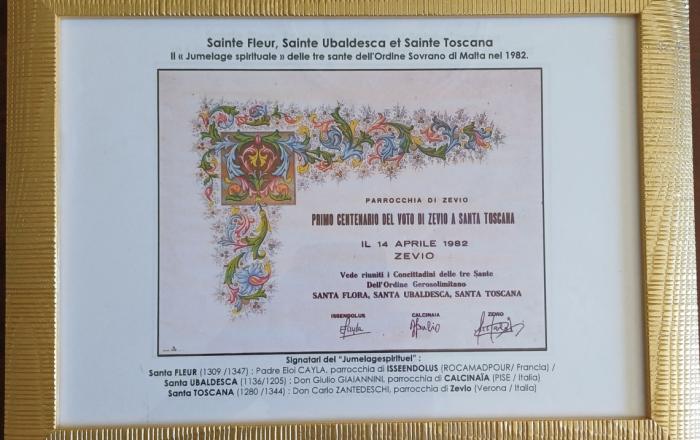 Sainte Fleur, Sainte Ubaldesca et Sainte Toscana
Il « Jumelage spirituale » delle tre sante dell'Ordine Sovrano di Malta nel 1982.
PARROCCHIA DI ZEVIO
PRIMO CENTENARIO DEL VOTO DI ZEVIO A SANTA TOSCANA
IL 14 APRILE 1982
ZEVIO
Vede riuniti i Concittadini delle tre Sante
Dell'Ordine Gerosolimitano
SANTA FLORA, SANTA UBALDESCA, SANTA TOSCANA
ISSENDOLUS CALCINAIA ZEVIO
Signatari del "Jumelagespirituel" :
Santa FLEUR (1309 /1347) : Padre Eloi CAYLA, parrocchia di ISSEENDOLUS (ROCAMADPOUR/ Francia) /
Santa UBALDESCA (1136/1205) : Don Giulio GIAIANNINI, parrocchia di CALCINAÏA (PISE / Italia)
Santa TOSCANA (1280 /1344) : Don Carlo ZANTEDESCHI, parrocchia di Zevio (Verona / Italia)